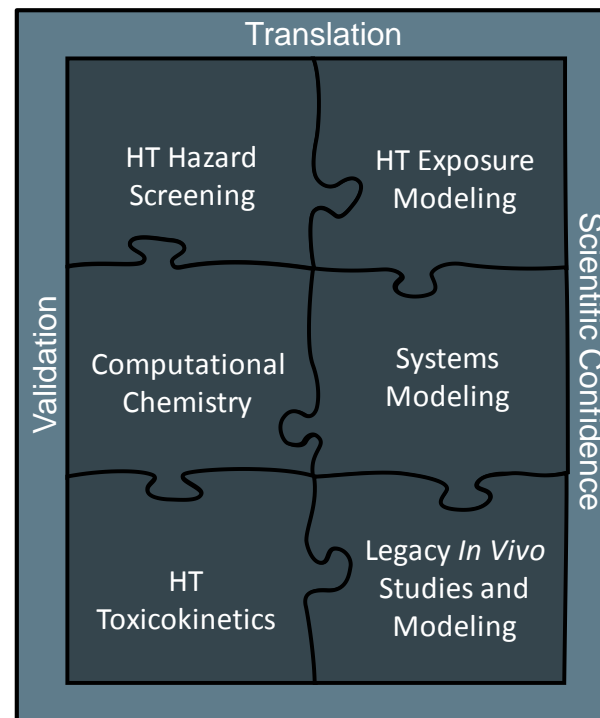 Translation
HT Hazard
Screening
HT Exposure
Modeling
Validation
Scientific Confidence
Computational
Chemistry
Systems
Modeling
HT
Toxicokinetics
Legacy In Vivo
Studies and
Modeling